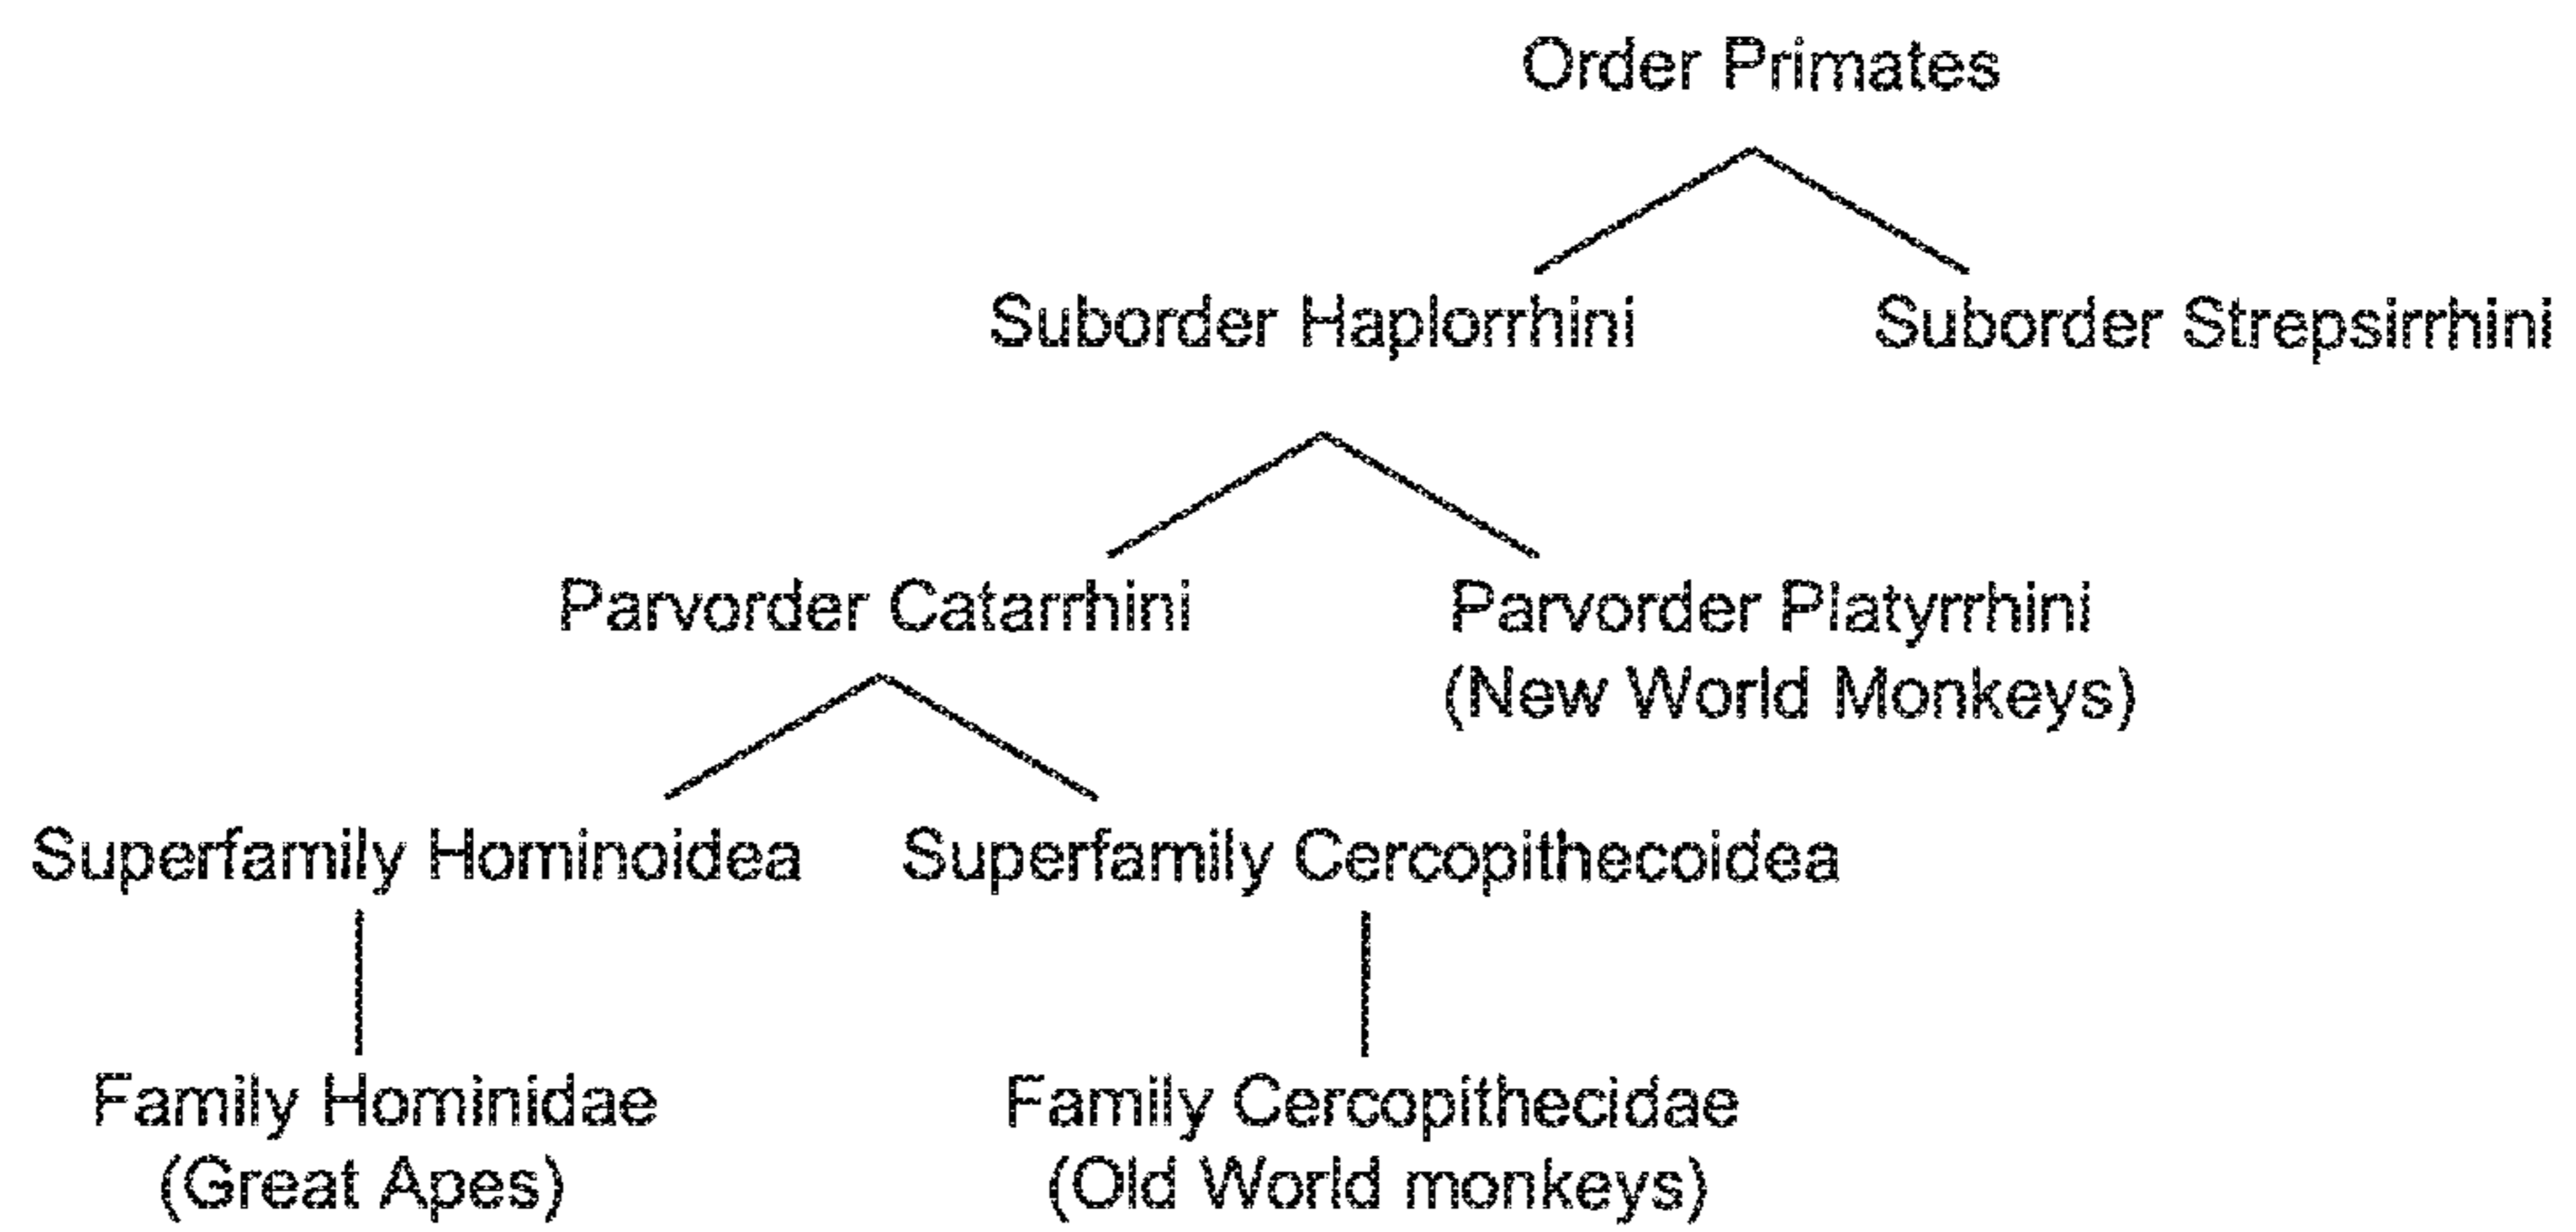 Order Primates
Suborder Haplorrhini
Suborder Strepsirrhini
Parvorder Catarrhini
Parvorder Platyrrhini
(New World Monkeys)
Superfamily Hominoidea
Superfamily Cercopithecoidea
Family Hominidae
(Great Apes)
Family Cercopithecidae
(Old World monkeys)